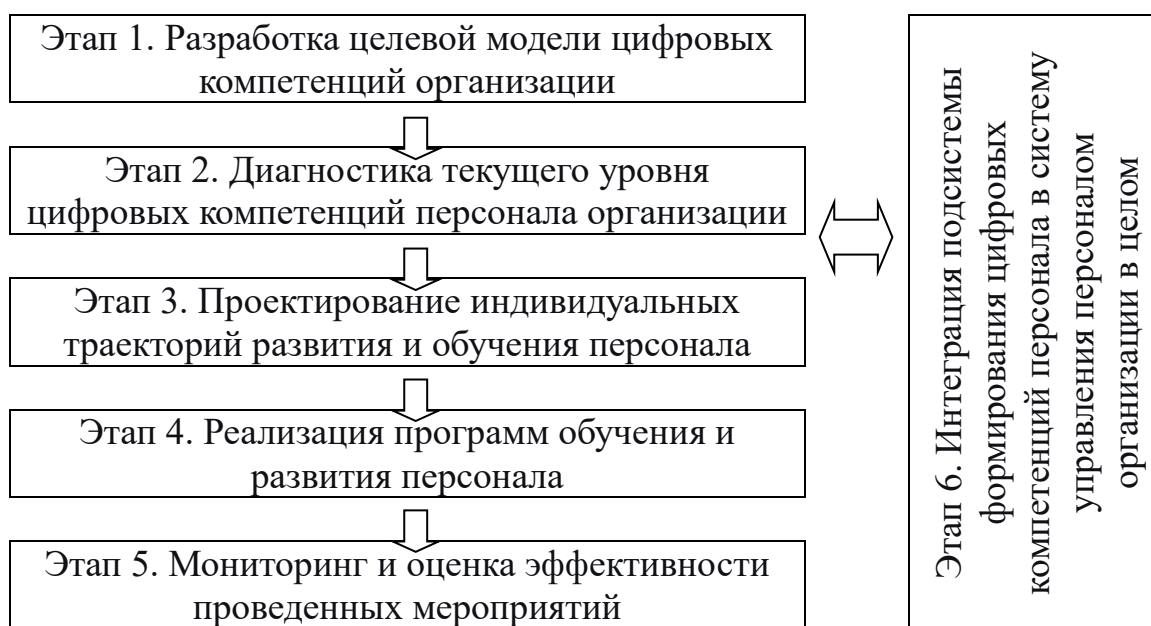 Этап 1. Разработка целевой модели цифровых
компетенций организации
Этап 2. Диагностика текущего уровня
цифровых компетенций персонала организации
Этап 3. Проектирование индивидуальных
траекторий развития и обучения персонала
Этап 4. Реализация программ обучения и
развития персонала
Этап 5. Мониторинг и оценка эффективности
проведенных мероприятий
Этап 6. Интеграция подсистемы
формирования цифровых
компетенций персонала в систему
управления персоналом
организации в целом